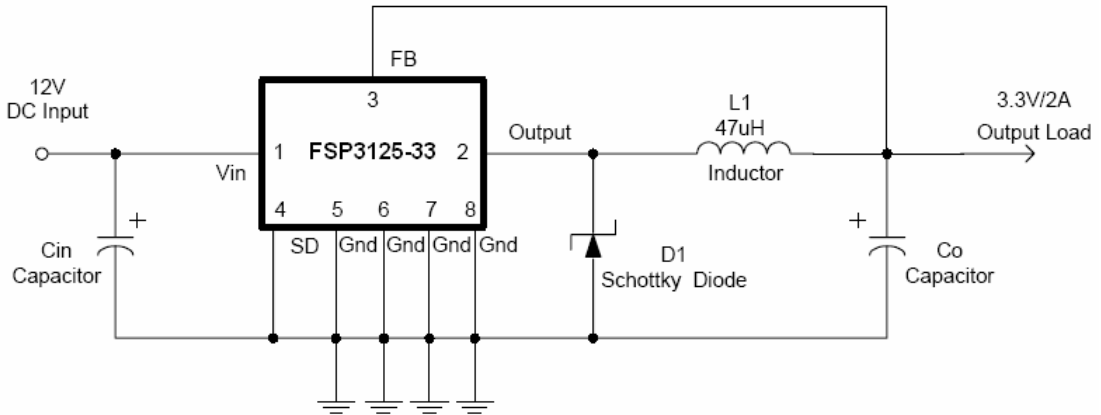 FB
12V
DC Input
3
L1
47uH
3.3V/2A
Output Load
1 FSP3125-33 2
Output
Vin
Inductor
4 5 6 7 8
SD Gnd Gnd Gnd Gnd
+
+
Cin
Capacitor
D1
Schottky Diode
Co
Capacitor